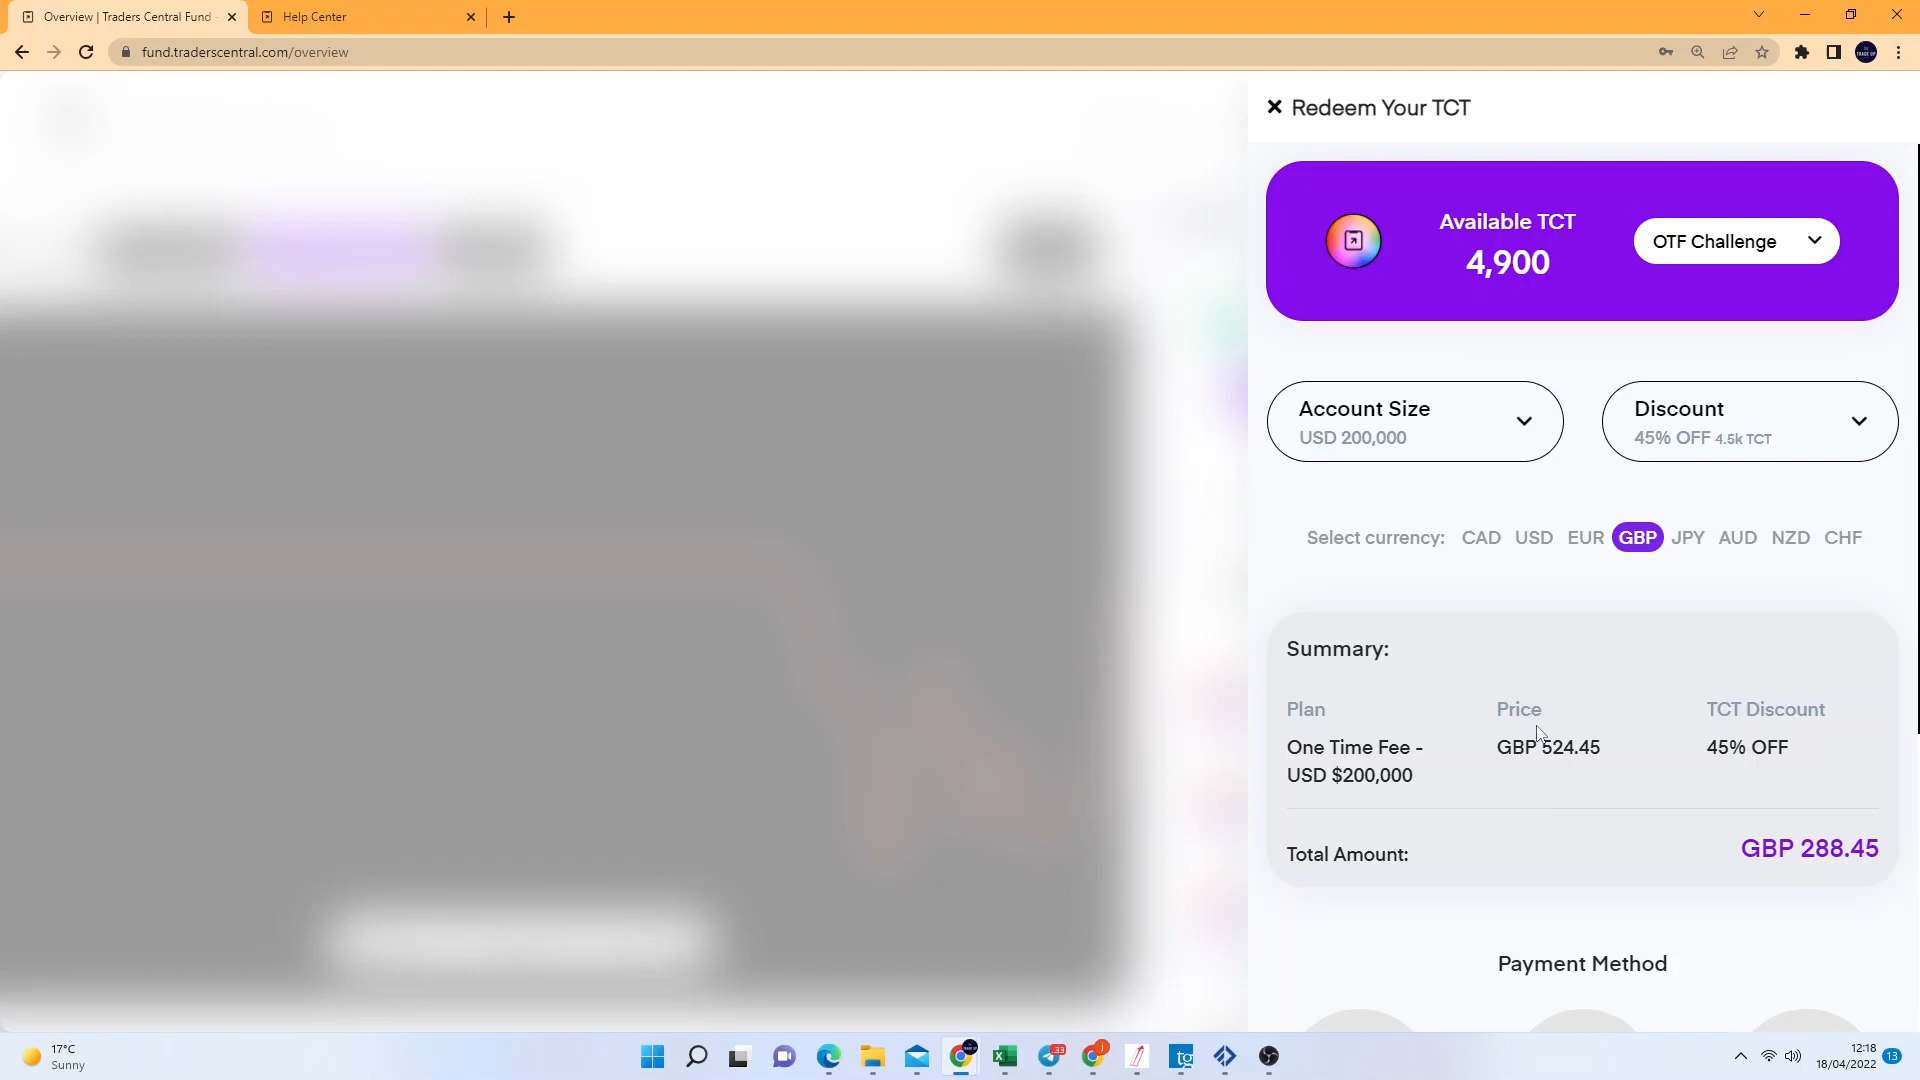 Overview | Traders Central Fund -
Help Center
fund.traderscentral.com/overview
Redeem Your TCT
Available TCT
4,900
OTF Challenge
Account Size
USD 200,000
Discount
45% OFF 4.5k TCT
Select currency: CAD USD EUR GBP JPY AUD NZD CHF
Summary:
Plan Price TCT Discount
One Time Fee - GBP 524.45 45% OFF
USD $200,000
Total Amount: GBP 288.45
Payment Method
17°C
Sunny
33
tg
12:18
18/04/2022
13